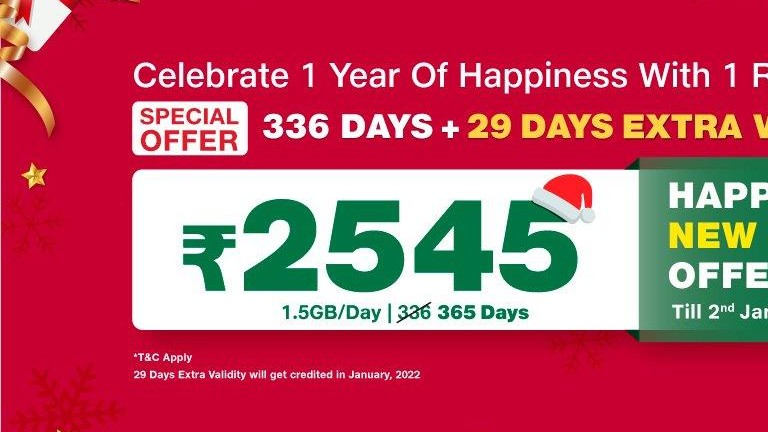 Celebrate 1 Year Of Happiness With 1
SPECIAL
OFFER
336 DAYS + 29 DAYS EXTRA
₹2545
1.5GB/Day | 336 365 Days
HAPP
NEW
OFFE
Till 2nd Jan
*T&C Apply
29 Days Extra Validity will get credited in January, 2022